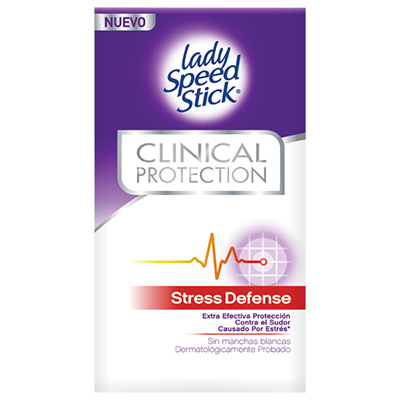 NUEVO
lady
Speed
Stick®
CLINICAL
PROTECTION
Stress Defense
Extra Efectiva Protección
Contra el Sudor
Causado Por Estrés*
Sin manchas blancas
Dermatológicamente Probado